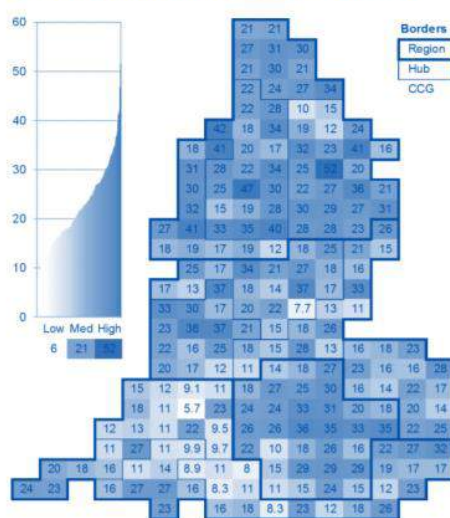 60
50
40
30
20
10
0
Low Med High
6 21 52
Borders
Region
Hub
CCG
21 21
27 31 30
21 30 21
22 24 27 34
22 28 10 15
42 18 34 19 12 24
18 41 20 17 32 23 41 16
31 28 22 34 25 52 20
30 25 47 30 22 27 36 21
32 15 19 28 30 29 27 31
27 41 33 35 40 28 28 23 26
18 19 17 19 12 18 25 21 15
25 17 34 21 27 18 16
17 13 37 18 14 37 17 33
33 30 17 20 22 7.7 13 11
23 38 37 21 15 18 26
22 16 25 18 15 28 13 16 18 23
20 17 12 11 14 18 27 23 16 16 28
15 12 9.1 11 18 27 25 30 16 14 22 17
18 11 5.7 23 24 24 33 31 20 18 20 14
12 13 11 22 9.5 26 26 36 35 33 35 22 25
11 27 11 9.9 9.7 22 10 18 26 16 22 27 32
20 18 16 11 14 8.9 11 8 15 29 29 29 19 17 17
24 23 16 27 27 16 8.3 11 11 15 24 15 12 23
23 16 18 8.3 23 12 18 26